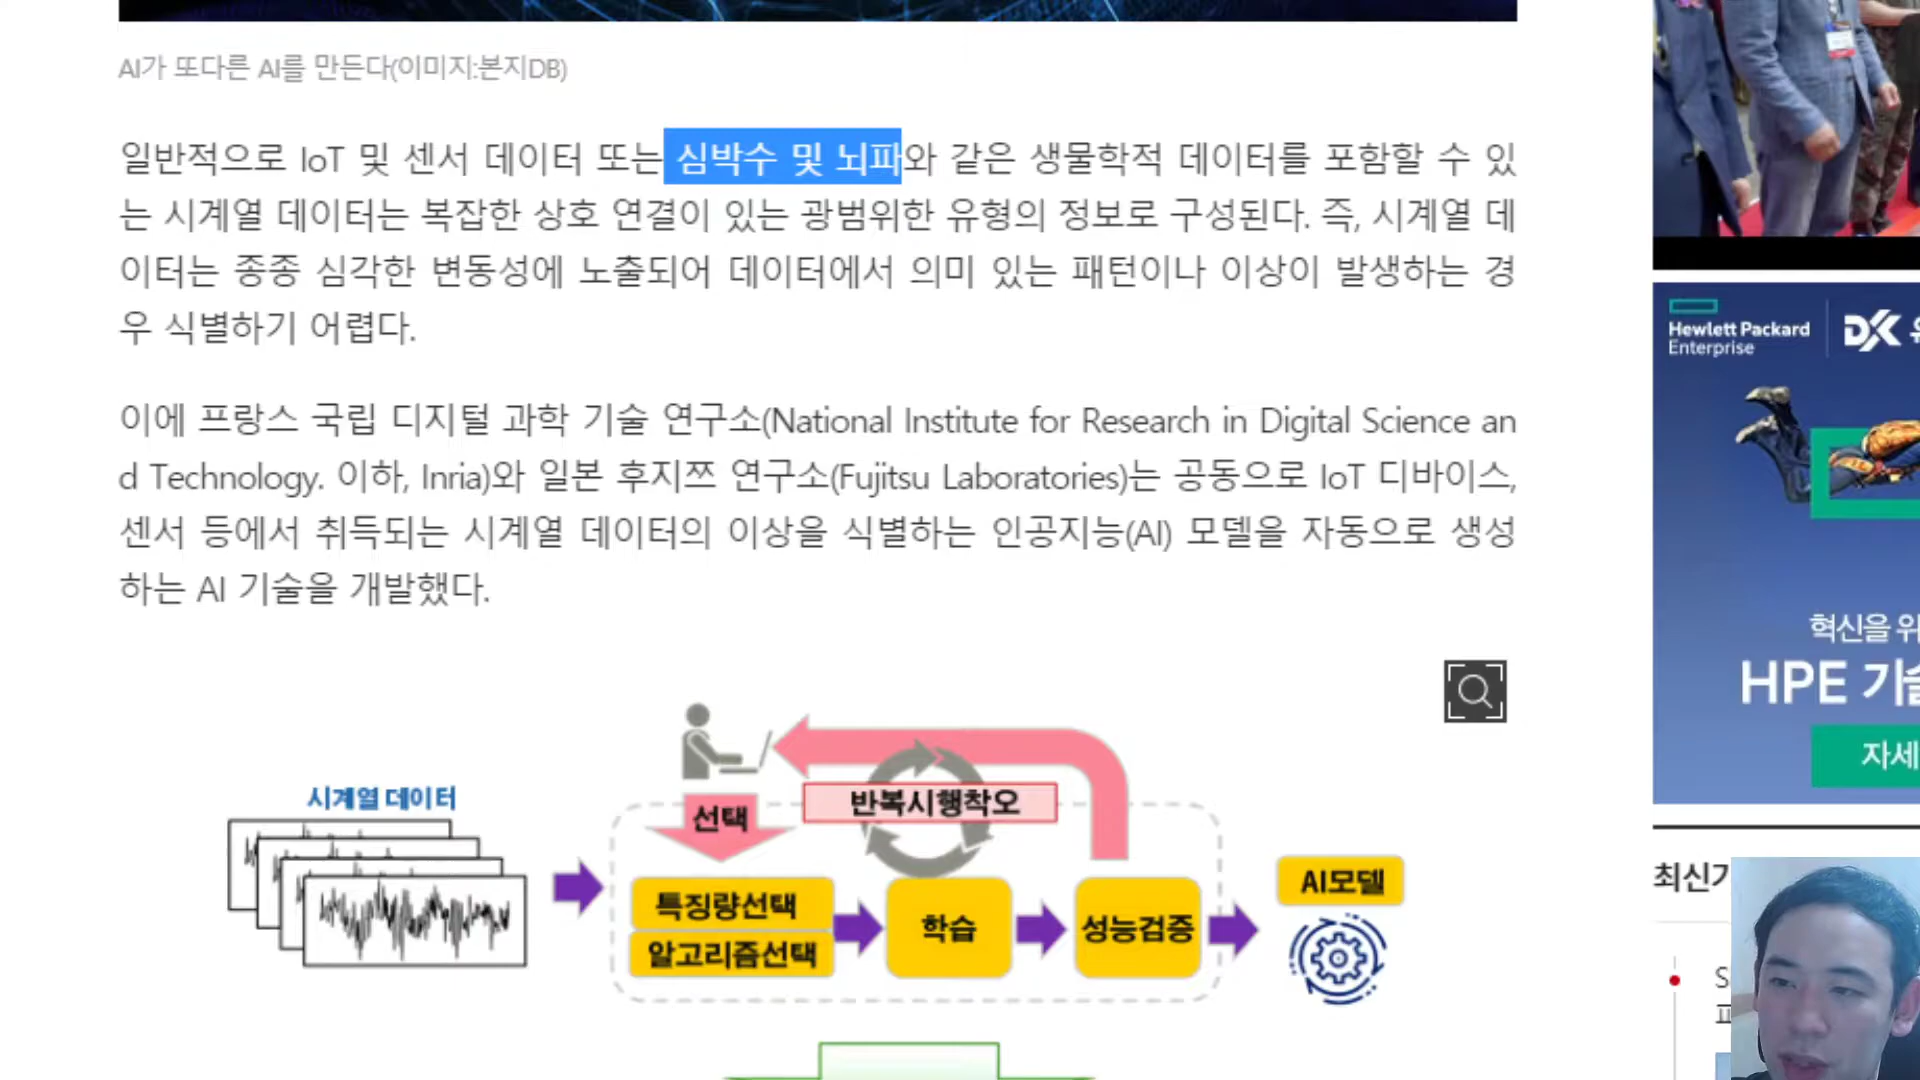 AI가 또다른 AI를 만든다(이미지:본지DB)
일반적으로 IoT 및 센서 데이터 또는 심박수 및 뇌파와 같은 생물학적 데이터를 포함할 수 있
는 시계열 데이터는 복잡한 상호 연결이 있는 광범위한 유형의 정보로 구성된다. 즉, 시계열 데
이터는 종종 심각한 변동성에 노출되어 데이터에서 의미 있는 패턴이나 이상이 발생하는 경
우 식별하기 어렵다.
이에 프랑스 국립 디지털 과학 기술 연구소(National Institute for Research in Digital Science an
d Technology. 이하, Inria)와 일본 후지쯔 연구소(Fujitsu Laboratories)는 공동으로 IoT 디바이스,
센서 등에서 취득되는 시계열 데이터의 이상을 식별하는 인공지능(AI) 모델을 자동으로 생성
하는 AI 기술을 개발했다.
시계열 데이터
선택
반복시행착오
특징량선택
알고리즘선택
학습
성능검증
AI모델
Hewlett Packard
Enterprise
혁신을 위
HPE 기술
자세
최신기